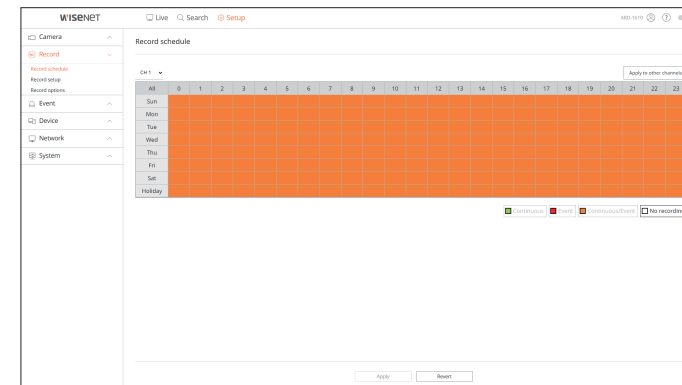 WISENET
Live Search Setup
ARD-1610
Camera
Record
Record schedule
Record setup
Record options
Event
Device
Network
System
Record schedule
CH 1
Apply to other channels
All 0 1 2 3 4 5 6 7 8 9 10 11 12 13 14 15 16 17 18 19 20 21 22 23
Sun
Mon
Tue
Wed
Thu
Fri
Sat
Holiday
Continuous Event Continuous/Event No recording
Apply Revert